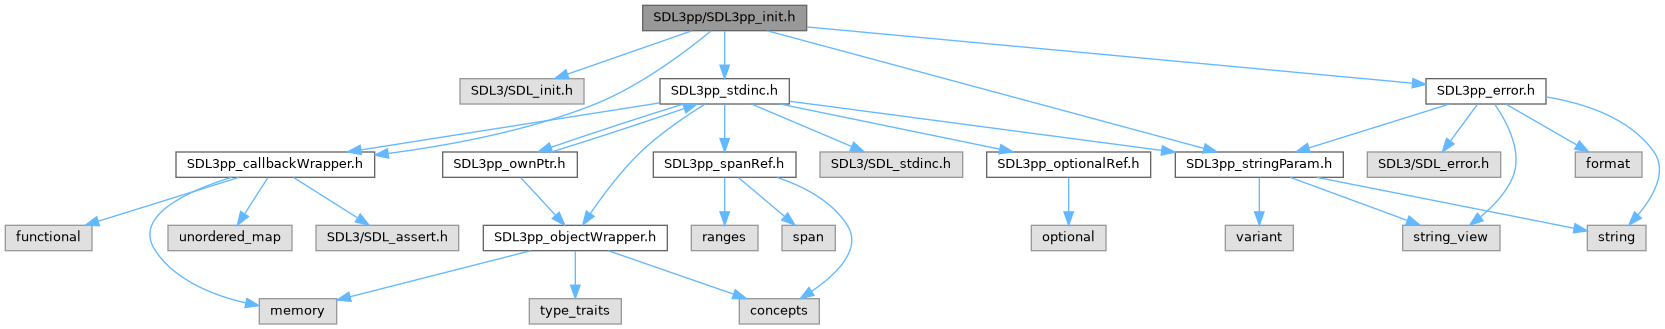 SDL3pp/SDL3pp_init.h
SDL3/SDL_init.h
SDL3pp_stdinc.h
SDL3pp_error.h
SDL3pp_callbackWrapper.h
SDL3pp_ownPtr.h
SDL3pp_spanRef.h
SDL3/SDL_stdinc.h
SDL3pp_optionalRef.h
SDL3pp_stringParam.h
SDL3/SDL_error.h
format
functional
unordered_map
SDL3/SDL_assert.h
SDL3pp_objectWrapper.h
ranges
span
optional
variant
string_view
string
memory
type_traits
concepts